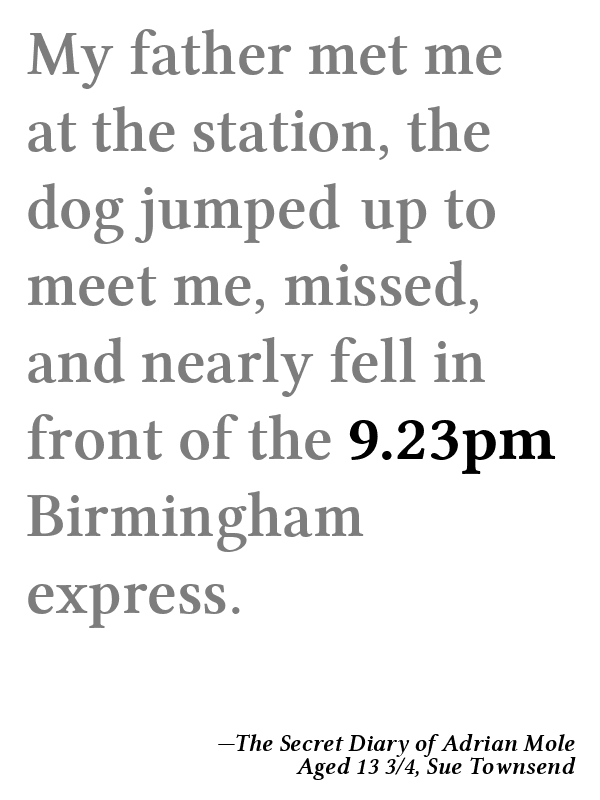 My father met me
at the station, the
dog jumped up to
meet me, missed,
and nearly fell in
front of the 9.23pm
Birmingham
express.
—The Secret Diary of Adrian Mole
Aged 13 3/4, Sue Townsend